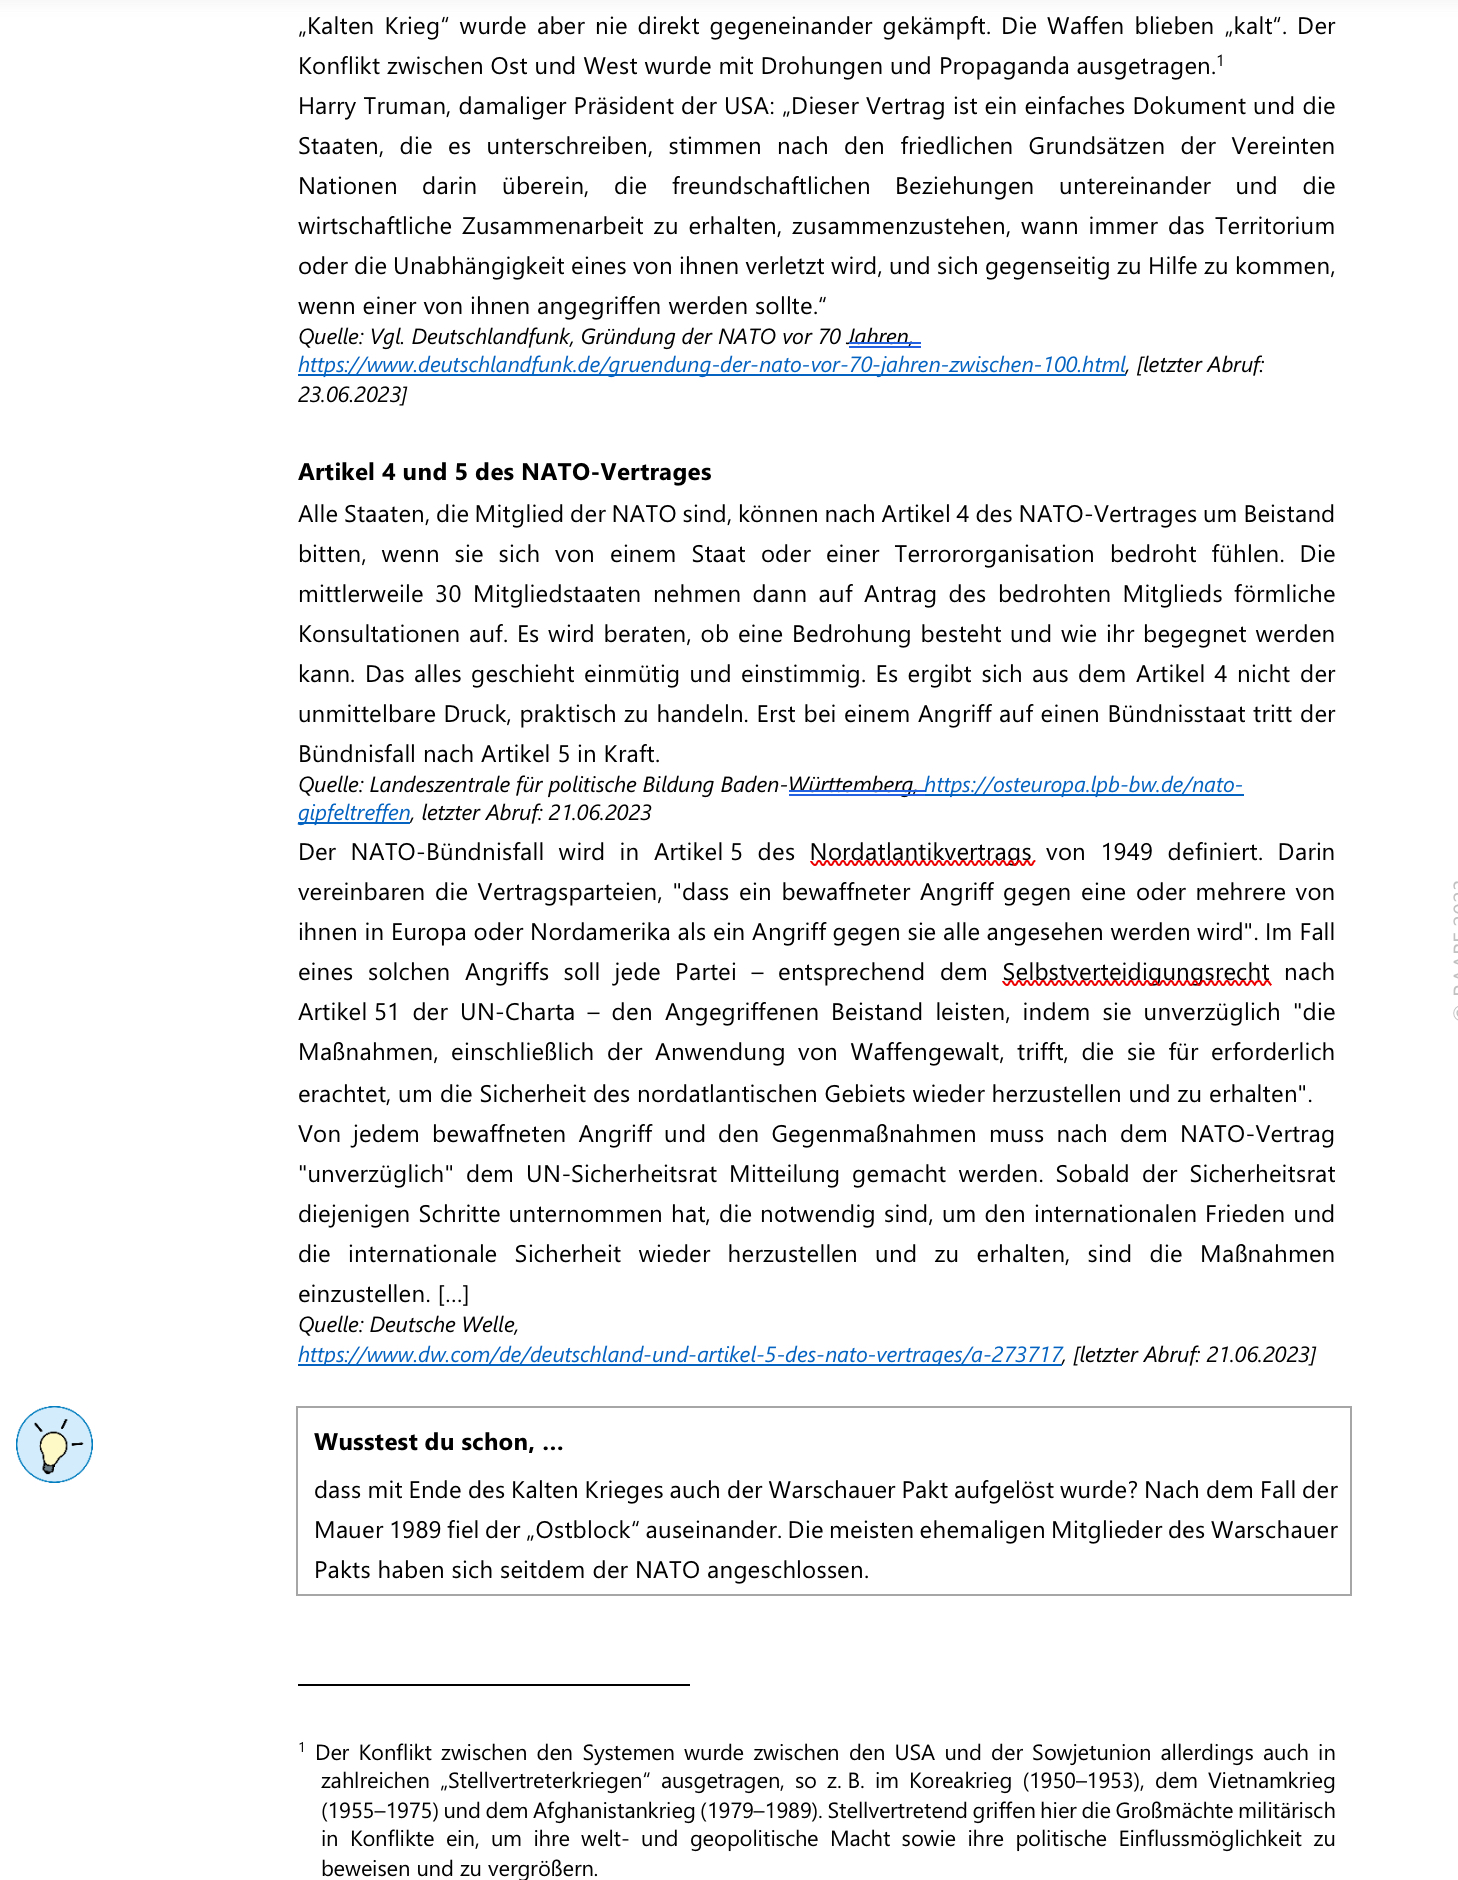 „Kalten Krieg“ wurde aber nie direkt gegeneinander gekämpft. Die Waffen blieben „kalt“. Der
Konflikt zwischen Ost und West wurde mit Drohungen und Propaganda ausgetragen.¹
Harry Truman, damaliger Präsident der USA: „Dieser Vertrag ist ein einfaches Dokument und die
Staaten, die es unterschreiben, stimmen nach den friedlichen Grundsätzen der Vereinten
Nationen darin überein, die freundschaftlichen Beziehungen untereinander und die
wirtschaftliche Zusammenarbeit zu erhalten, zusammenzustehen, wann immer das Territorium
oder die Unabhängigkeit eines von ihnen verletzt wird, und sich gegenseitig zu Hilfe zu kommen,
wenn einer von ihnen angegriffen werden sollte.“
Quelle: Vgl. Deutschlandfunk, Gründung der NATO vor 70 Jahren,
https://www.deutschlandfunk.de/gruendung-der-nato-vor-70-jahren-zwischen-100.html, [letzter Abruf:
23.06.2023]
Artikel 4 und 5 des NATO-Vertrages
Alle Staaten, die Mitglied der NATO sind, können nach Artikel 4 des NATO-Vertrages um Beistand
bitten, wenn sie sich von einem Staat oder einer Terrororganisation bedroht fühlen. Die
mittlerweile 30 Mitgliedstaaten nehmen dann auf Antrag des bedrohten Mitglieds förmliche
Konsultationen auf. Es wird beraten, ob eine Bedrohung besteht und wie ihr begegnet werden
kann. Das alles geschieht einmütig und einstimmig. Es ergibt sich aus dem Artikel 4 nicht der
unmittelbare Druck, praktisch zu handeln. Erst bei einem Angriff auf einen Bündnisstaat tritt der
Bündnisfall nach Artikel 5 in Kraft.
Quelle: Landeszentrale für politische Bildung Baden-Württemberg, https://osteuropa.lpb-bw.de/nato-
gipfeltreffen, letzter Abruf: 21.06.2023
Der NATO-Bündnisfall wird in Artikel 5 des Nordatlantikvertrags von 1949 definiert. Darin
vereinbaren die Vertragsparteien, "dass ein bewaffneter Angriff gegen eine oder mehrere von
ihnen in Europa oder Nordamerika als ein Angriff gegen sie alle angesehen werden wird". Im Fall
eines solchen Angriffs soll jede Partei – entsprechend dem Selbstverteidigungsrecht nach
Artikel 51 der UN-Charta – den Angegriffenen Beistand leisten, indem sie unverzüglich "die
Maßnahmen, einschließlich der Anwendung von Waffengewalt, trifft, die sie für erforderlich
erachtet, um die Sicherheit des nordatlantischen Gebiets wieder herzustellen und zu erhalten".
Von jedem bewaffneten Angriff und den Gegenmaßnahmen muss nach dem NATO-Vertrag
"unverzüglich" dem UN-Sicherheitsrat Mitteilung gemacht werden. Sobald der Sicherheitsrat
diejenigen Schritte unternommen hat, die notwendig sind, um den internationalen Frieden und
die internationale Sicherheit wieder herzustellen und zu erhalten, sind die Maßnahmen
einzustellen. [...]
Quelle: Deutsche Welle,
https://www.dw.com/de/deutschland-und-artikel-5-des-nato-vertrages/a-273717, [letzter Abruf: 21.06.2023]
Wusstest du schon, ...
dass mit Ende des Kalten Krieges auch der Warschauer Pakt aufgelöst wurde? Nach dem Fall der
Mauer 1989 fiel der „Ostblock“ auseinander. Die meisten ehemaligen Mitglieder des Warschauer
Pakts haben sich seitdem der NATO angeschlossen.
¹ Der Konflikt zwischen den Systemen wurde zwischen den USA und der Sowjetunion allerdings auch in
zahlreichen „Stellvertreterkriegen“ ausgetragen, so z. B. im Koreakrieg (1950–1953), dem Vietnamkrieg
(1955–1975) und dem Afghanistankrieg (1979–1989). Stellvertretend griffen hier die Großmächte militärisch
in Konflikte ein, um ihre welt- und geopolitische Macht sowie ihre politische Einflussmöglichkeit zu
beweisen und zu vergrößern.